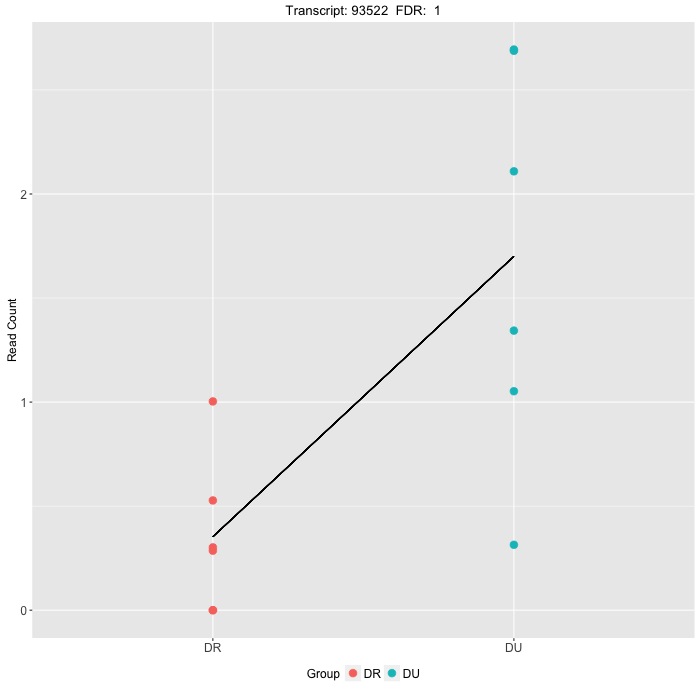 Transcript: 93522  FDR:  1
Read Count
2
1
0
DR DU
Group DR DU